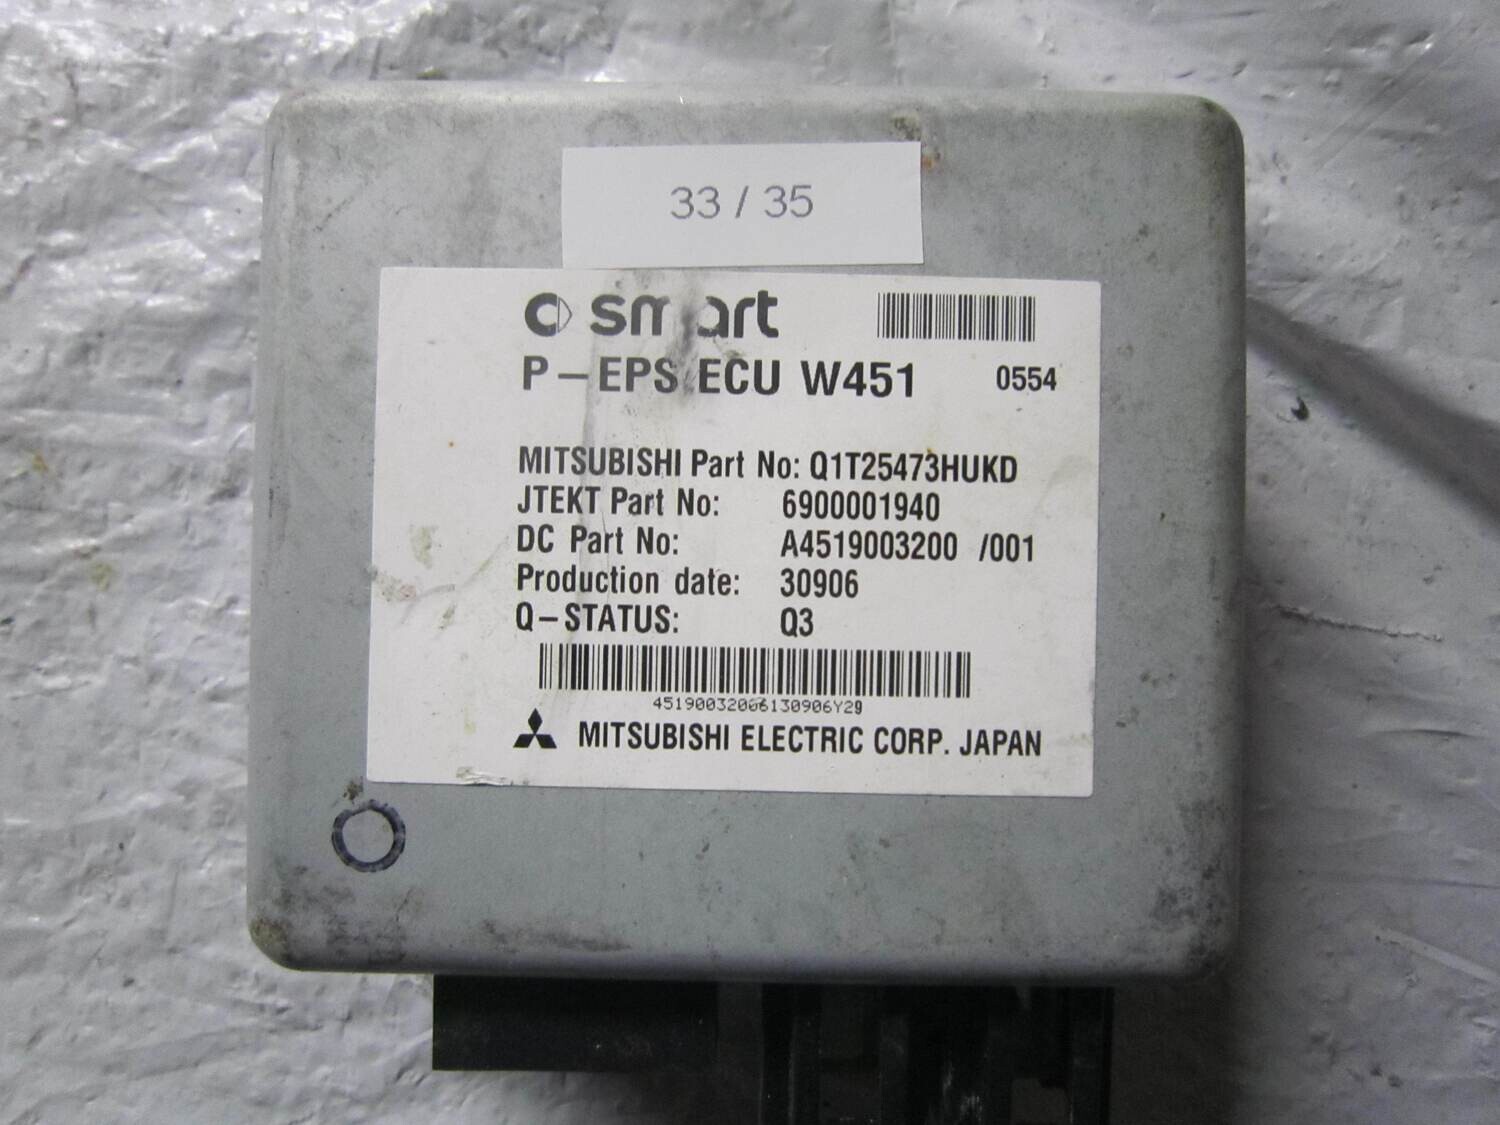 33 / 35
smart
P-EPS ECU W451 0554
MITSUBISHI Part No: Q1T25473HUKD
JTEKT Part No: 6900001940
DC Part No: A4519003200 /001
Production date: 30906
Q-STATUS: Q3
MITSUBISHI ELECTRIC CORP. JAPAN